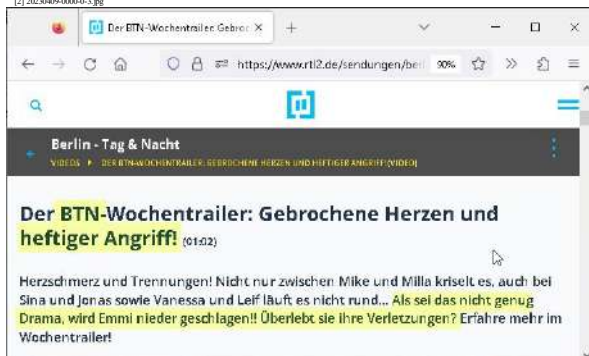 [2] 20230409-0000-0-3.jpg
Der BTN-Wochentrailer: Gebroc
https://www.rtl2.de/sendungen/berl
90%
Berlin - Tag & Nacht
VIDEOS DER BTN-WOCHENTRAILER: GEBROCHENE HERZEN UND HEFTIGER ANGRIFF! (VIDEO)
Der BTN-Wochentrailer: Gebrochene Herzen und
heftiger Angriff! (01:02)
Herzschmerz und Trennungen! Nicht nur zwischen Mike und Milla kriselt es, auch bei
Sina und Jonas sowie Vanessa und Leif läuft es nicht rund... Als sei das nicht genug
Drama, wird Emmi nieder geschlagen!! Überlebt sie ihre Verletzungen? Erfahre mehr im
Wochentrailer!